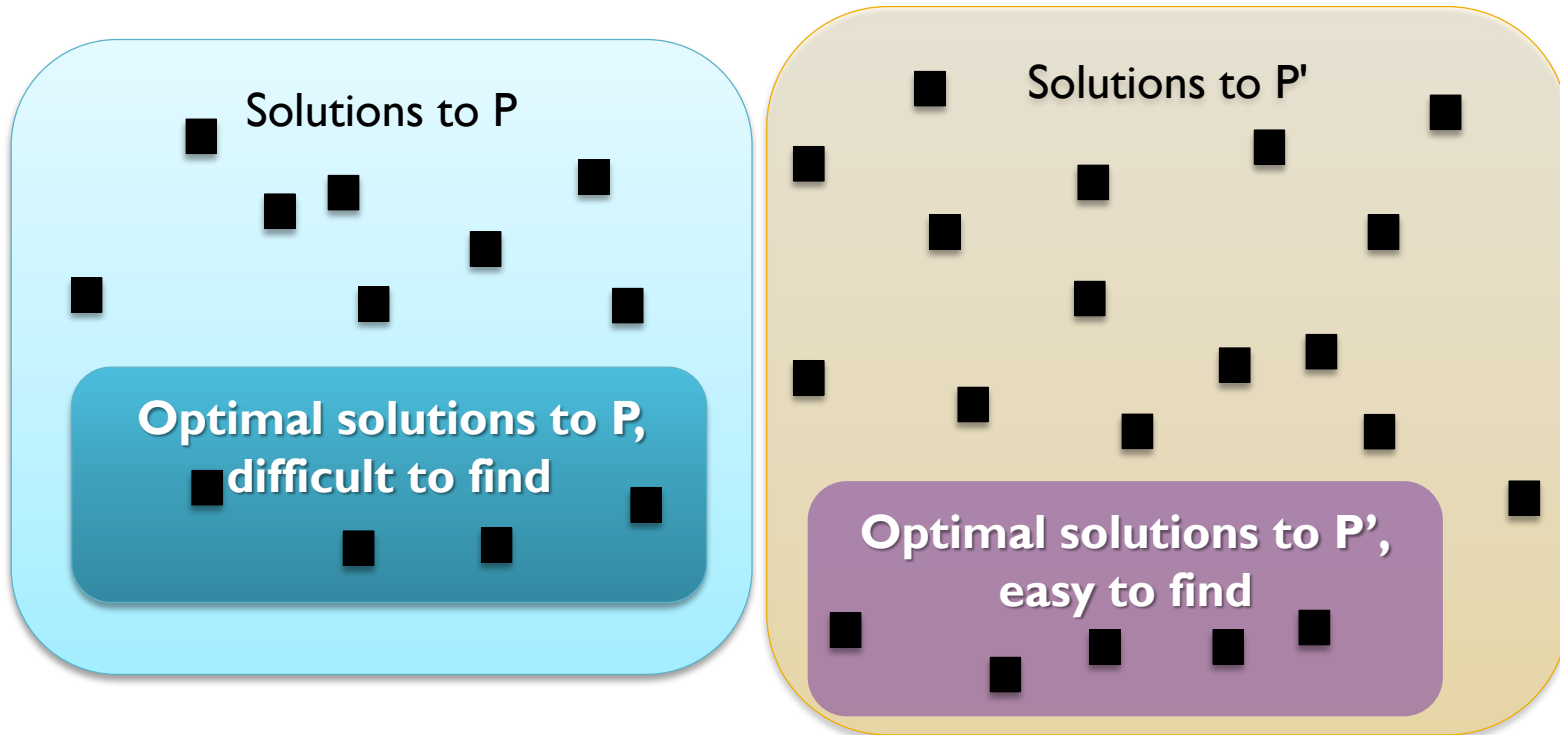 Solutions to P
Optimal solutions to P,
difficult to find
Solutions to P'
Optimal solutions to P’,
easy to find